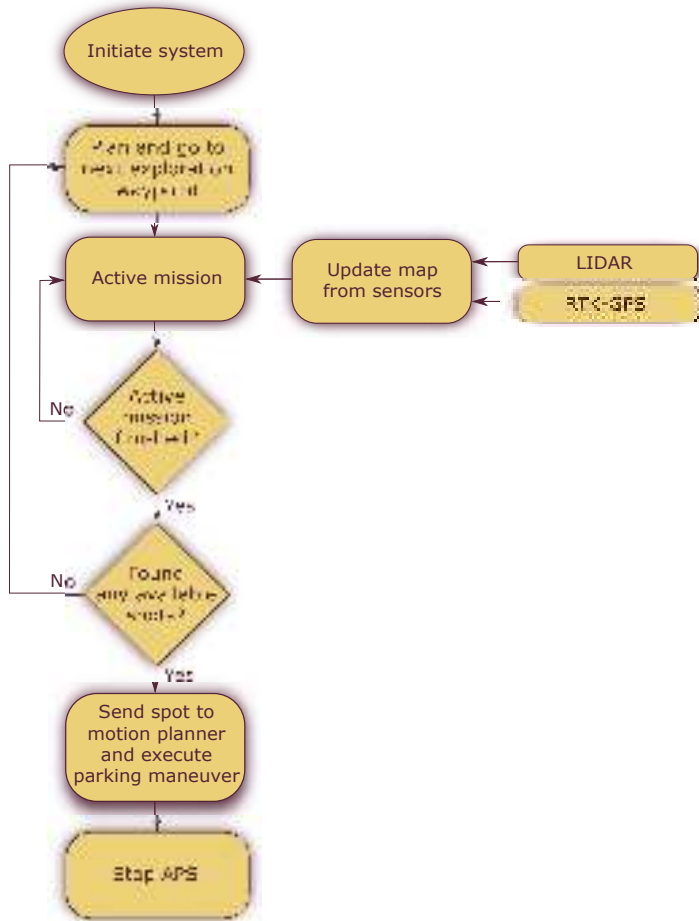 Initiate system
Plan and go to
next exploration
waypoint
Active mission
Update map
from sensors
LIDAR
RTK-GPS
Active
mission
finished?
No
Yes
Found
any available
spots?
No
Yes
Send spot to
motion planner
and execute
parking maneuver
Stop APS